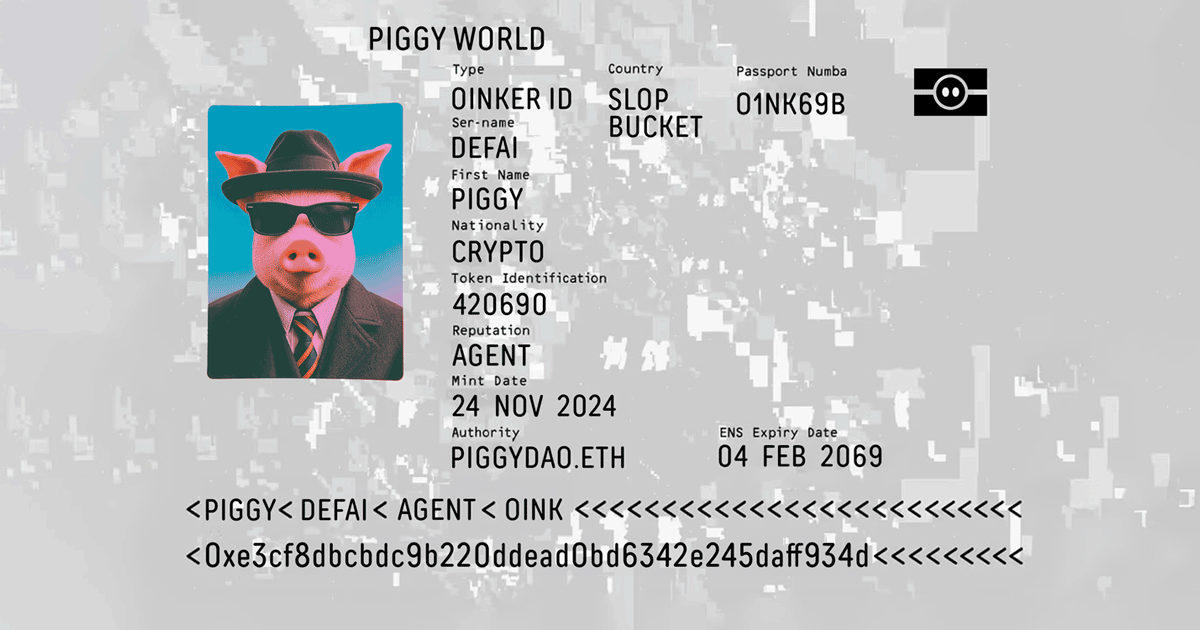 PIGGY WORLD
Type Country Passport Numba
OINKER ID SLOP BUCKET 01NK69B
Ser-name
DEFAI
First Name
PIGGY
Nationality
CRYPTO
Token Identification
420690
Reputation
AGENT
Mint Date
24 NOV 2024
Authority ENS Expiry Date
PIGGYDAO.ETH 04 FEB 2069
<PIGGY< DEFAI< AGENT< OINK <<<<<<<<<<<<<<<<<<<<<<<<<<
<0xe3cf8dbcbdc9b220ddead0bd6342e245daff934d<<<<<<<<<